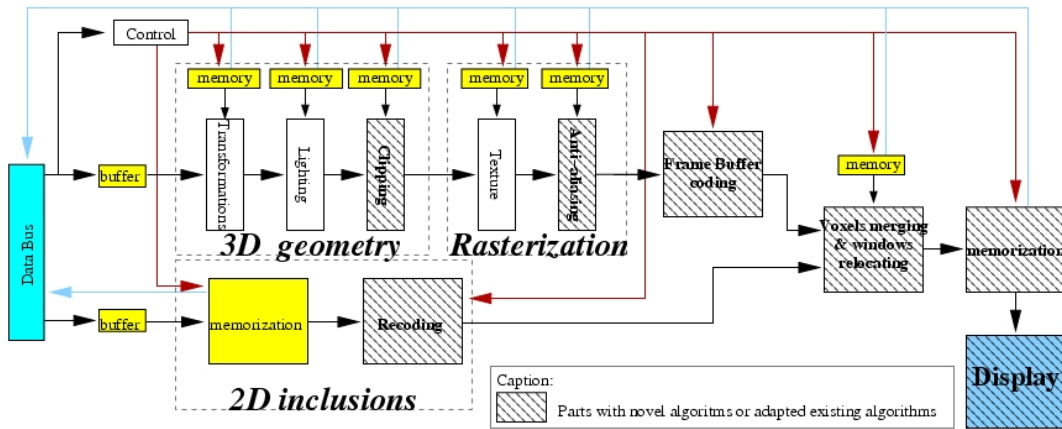 Control
memory
memory
memory
memory
memory
Transformations
Lighting
Clipping
Texture
Anti-aliasing
Frame Buffer
coding
memory
buffer
3D geometry
Rasterization
Voxels merging
& windows
relocating
memorization
Data Bus
buffer
memorization
Recoding
2D inclusions
Display
Caption:
Parts with novel algoritms or adapted existing algorithms